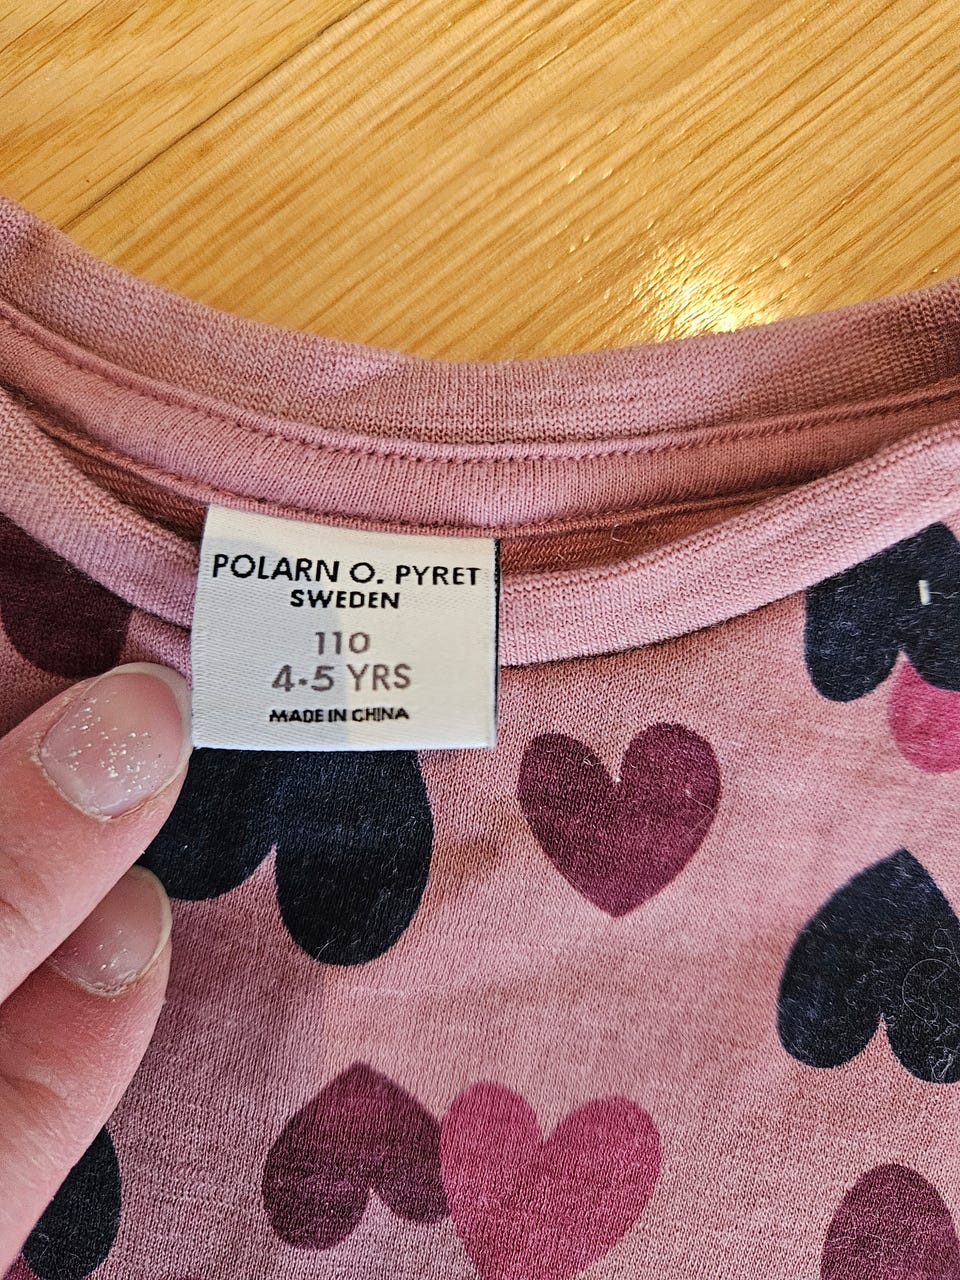 POLARN O. PYRET
SWEDEN
110
4-5 YRS
MADE IN CHINA